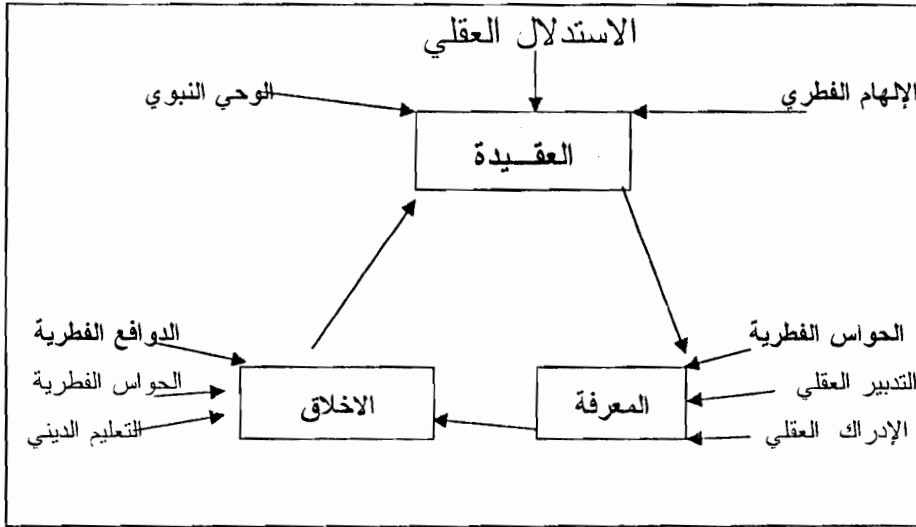 الاستدلال العقلي
الإلهام الفطري
الوحي النبوي
العقـــيدة
الحواس الفطرية
الدوافع الفطرية
التدبير العقلي
الحواس الفطرية
المعرفة
الاخلاق
الإدراك العقلي
التعليم الديني